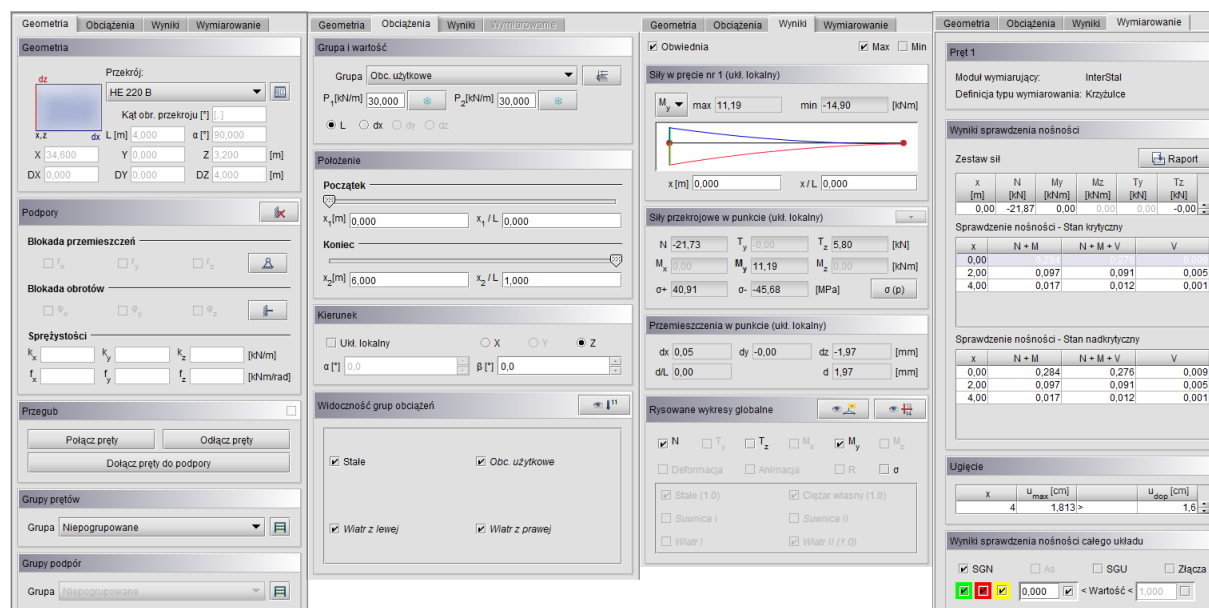 Geometria Obciążenia Wyniki Wymiarowanie
Geometria
dz
x,z
dx
Przekrój:
HE 220 B
Kąt obr. przekroju [°] [..]
L [m] 4,000 α [°] 90,000
X 34,600 Y 0,000 Z 3,200 [m]
DX 0,000 DY 0,000 DZ 4,000 [m]
Podpory
Blokada przemieszczeń
r x r y r z
Blokada obrotów
φ x φ y φ z
Sprężystości
k x k y k z [kN/m]
f x f y f z [kNm/rad]
Przegub
Połącz pręty Odłącz pręty
Dołącz pręty do podpory
Grupy prętów
Grupa Niepogrupowane
Grupy podpór
Grupa Niepogrupowane
Geometria Obciążenia Wyniki Wymiarowanie
Grupa i wartość
Grupa Obc. użytkowe
P1[kN/m] 30,000 P2[kN/m] 30,000
L dx dy dz
Położenie
Początek
x1[m] 0,000 x1 / L 0,000
Koniec
x2[m] 6,000 x2 / L 1,000
Kierunek
Ukł. lokalny X Y Z
α [°] 0,0 β [°] 0,0
Widoczność grup obciążeń
Stałe Obc. użytkowe
Wiatr z lewej Wiatr z prawej
Geometria Obciążenia Wyniki Wymiarowanie
Obwiednia Max Min
Siły w pręcie nr 1 (ukł. lokalny)
My max 11,19 min -14,90 [kNm]
x [m] 0,000 x / L 0,000
Siły przekrojowe w punkcie (ukł. lokalny)
N -21,73 Ty -0,00 Tz 5,80 [kN]
Mx 0,00 My 11,19 Mz 0,00 [kNm]
σ+ 40,91 σ- -45,68 [MPa] σ (p)
Przemieszczenia w punkcie (ukł. lokalny)
dx 0,05 dy -0,00 dz -1,97 [mm]
d/L 0,00 d 1,97 [mm]
Rysowane wykresy globalne
N Ty Tz Mx My Mz
Deformacja Animacja R σ
Stałe (1.0) Ciężar własny (1.0)
Suwnica I Suwnica II
Wiatr I Wiatr II (1.0)
Geometria Obciążenia Wyniki Wymiarowanie
Pręt 1
Moduł wymiarujący: InterStal
Definicja typu wymiarowania: Krzyżulce
Wyniki sprawdzenia nośności
Zestaw sił Raport
x [m] N [kN] My [kNm] Mz [kNm] Ty [kN] Tz [kN]
0,00 -21,87 0,00 0,00 0,00 -0,00
Sprawdzenie nośności - Stan krytyczny
x N + M N + M + V V
0,00 0,284 0,276 0,009
2,00 0,097 0,091 0,005
4,00 0,017 0,012 0,001
Sprawdzenie nośności - Stan nadkrytyczny
x N + M N + M + V V
0,00 0,284 0,276 0,009
2,00 0,097 0,091 0,005
4,00 0,017 0,012 0,001
Ugięcie
x u max [cm] u dop [cm]
4 1,813 > 1,6
Wyniki sprawdzenia nośności całego układu
SGN As SGU Złącza
0,000 < Wartość < 1,000